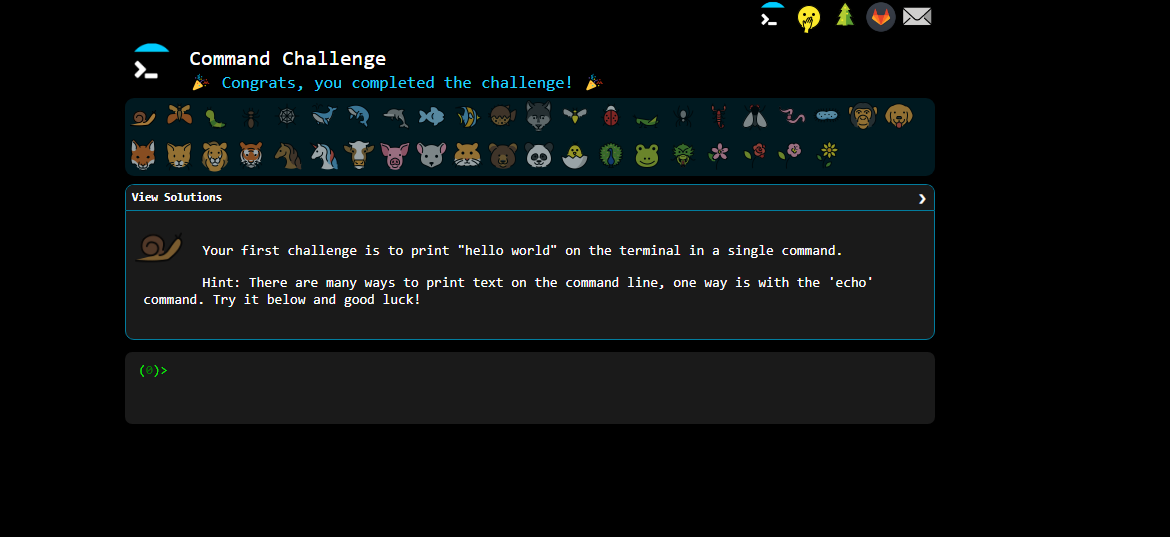 Command Challenge
🎉 Congrats, you completed the challenge! 🎉
View Solutions
Your first challenge is to print "hello world" on the terminal in a single command.
Hint: There are many ways to print text on the command line, one way is with the 'echo'
command. Try it below and good luck!
(0)>